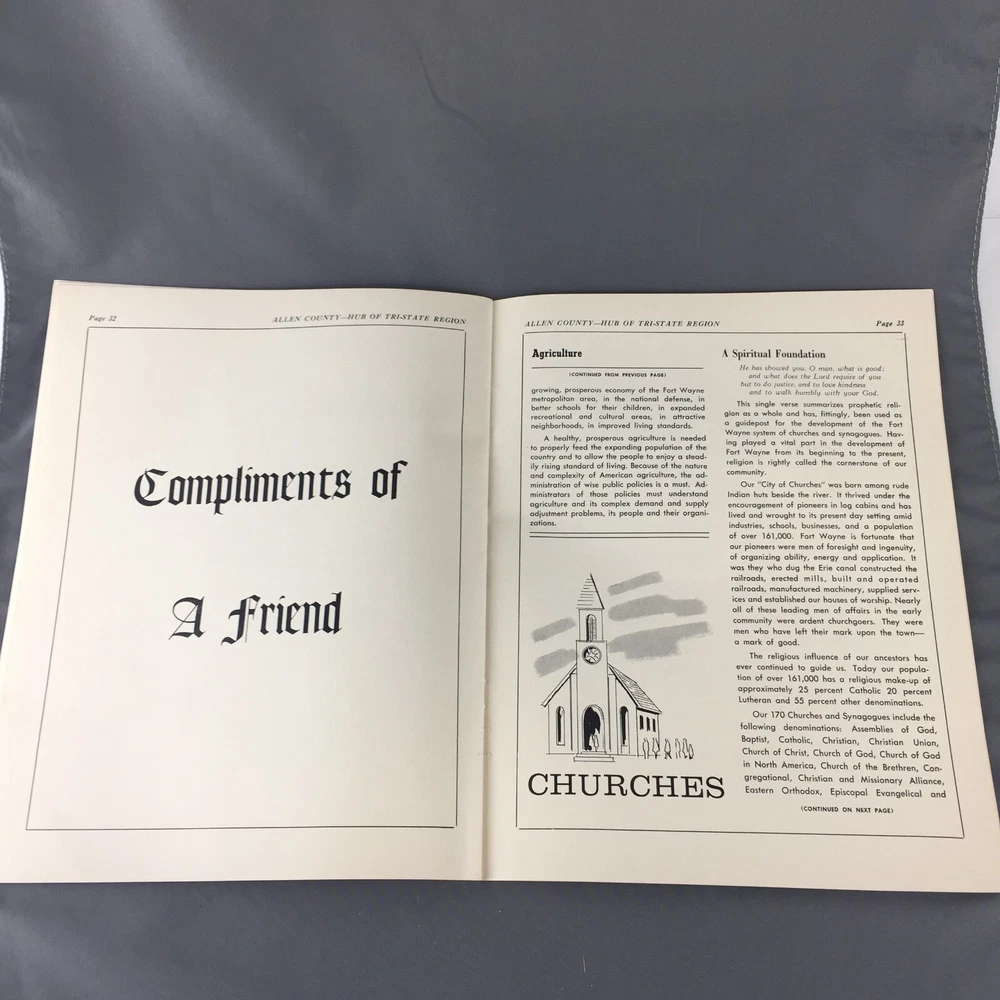 Page 32
ALLEN COUNTY—HUB OF TRI-STATE REGION
Compliments of
A Friend
ALLEN COUNTY—HUB OF TRI-STATE REGION
Page 33
Agriculture
(CONTINUED FROM PREVIOUS PAGE)
growing, prosperous economy of the Fort Wayne
metropolitan area, in the national defense, in
better schools for their children, in expanded
recreational and cultural areas, in attractive
neighborhoods, in improved living standards.
A healthy, prosperous agriculture is needed
to properly feed the expanding population of the
country and to allow the people to enjoy a stead-
ily rising standard of living. Because of the nature
and complexity of American agriculture, the ad-
ministration of wise public policies is a must. Ad-
ministrators of those policies must understand
agriculture and its complex demand and supply
adjustment problems, its people and their organi-
zations.
CHURCHES
A Spiritual Foundation
He has showed you, O man, what is good;
and what does the Lord require of you
but to do justice, and to love kindness
and to walk humbly with your God.
This single verse summarizes prophetic reli-
gion as a whole and has, fittingly, been used as
a guidepost for the development of the Fort
Wayne system of churches and synagogues. Hav-
ing played a vital part in the development of
Fort Wayne from its beginning to the present,
religion is rightly called the cornerstone of our
community.
Our "City of Churches" was born among rude
Indian huts beside the river. It thrived under the
encouragement of pioneers in log cabins and has
lived and wrought to its present day setting amid
industries, schools, businesses, and a population
of over 161,000. Fort Wayne is fortunate that
our pioneers were men of foresight and ingenuity,
of organizing ability, energy and application. It
was they who dug the Erie canal constructed the
railroads, erected mills, built and operated
railroads, manufactured machinery, supplied serv-
ices and established our houses of worship. Nearly
all of these leading men of affairs in the early
community were ardent churchgoers. They were
men who have left their mark upon the town—
a mark of good.
The religious influence of our ancestors has
ever continued to guide us. Today our popula-
tion of over 161,000 has a religious make-up of
approximately 25 percent Catholic 20 percent
Lutheran and 55 percent other denominations.
Our 170 Churches and Synagogues include the
following denominations: Assemblies of God,
Baptist, Catholic, Christian, Christian Union,
Church of Christ, Church of God, Church of God
in North America, Church of the Brethren, Con-
gregational, Christian and Missionary Alliance,
Eastern Orthodox, Episcopal Evangelical and
(CONTINUED ON NEXT PAGE)